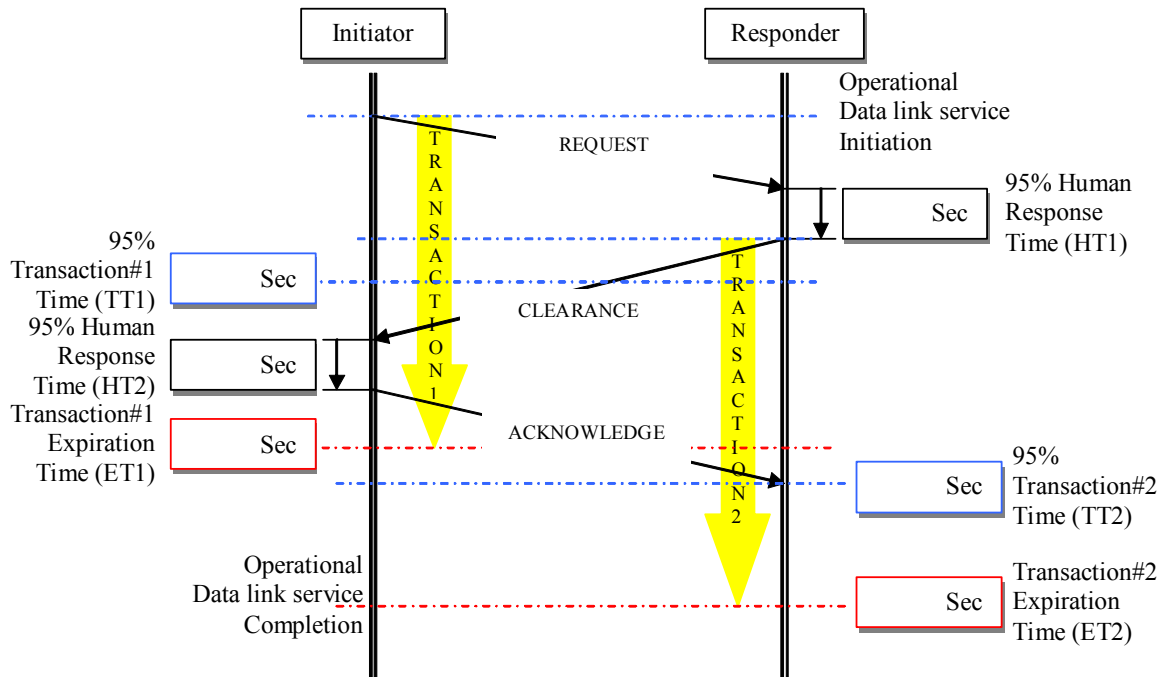 Initiator
Responder
Operational
Data link service
Initiation
REQUEST
TRANSACTION1
95% Human
Response
Time (HT1)
Sec
95%
Transaction#1
Time (TT1)
Sec
CLEARANCE
TRANSACTION2
95% Human
Response
Time (HT2)
Sec
Transaction#1
Expiration
Time (ET1)
Sec
ACKNOWLEDGE
Sec
95%
Transaction#2
Time (TT2)
Operational
Data link service
Completion
Sec
Transaction#2
Expiration
Time (ET2)